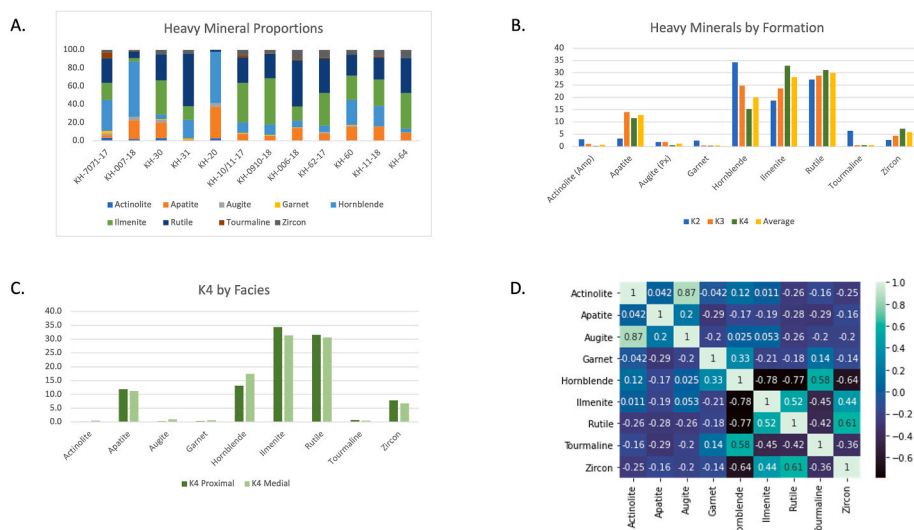 A.
Heavy Mineral Proportions
100.0
80.0
60.0
40.0
20.0
0.0
KH-7071-17
KH-007-18
KH-30
KH-31
KH-20
KH-10/11-17
KH-0910-18
KH-006-18
KH-62-17
KH-60
KH-11-18
KH-64
Actinolite Apatite Augite Garnet Hornblende
Ilmenite Rutile Tourmaline Zircon
B.
Heavy Minerals by Formation
40
35
30
25
20
15
10
5
0
Actinolite (Amp)
Apatite
Augite (Px)
Garnet
Hornblende
Ilmenite
Rutile
Tourmaline
Zircon
K2 K3 K4 Average
C.
K4 by Facies
40.0
35.0
30.0
25.0
20.0
15.0
10.0
5.0
0.0
Actinolite
Apatite
Augite
Garnet
Hornblende
Ilmenite
Rutile
Tourmaline
Zircon
K4 Proximal K4 Medial
D.
Actinolite 1 0.042 0.87 -0.042 0.12 0.011 -0.26 -0.16 -0.25
Apatite 0.042 1 0.2 -0.29 -0.17 -0.19 -0.28 -0.29 -0.16
Augite 0.87 0.2 1 -0.2 0.025 0.053 -0.26 -0.2 -0.2
Garnet -0.042 -0.29 -0.2 1 0.33 -0.21 -0.18 0.14 -0.14
Hornblende 0.12 -0.17 0.025 0.33 1 -0.78 -0.77 0.58 -0.64
Ilmenite 0.011 -0.19 0.053 -0.21 -0.78 1 0.52 -0.45 0.44
Rutile -0.26 -0.28 -0.26 -0.18 -0.77 0.52 1 -0.42 0.61
Tourmaline -0.16 -0.29 -0.2 0.14 0.58 -0.45 -0.42 1 -0.36
Zircon -0.25 -0.16 -0.2 -0.14 -0.64 0.44 0.61 -0.36 1
Actinolite
Apatite
Augite
Garnet
Hornblende
Ilmenite
Rutile
Tourmaline
Zircon
1.0
0.8
0.6
0.4
0.2
0.0
-0.2
-0.4
-0.6